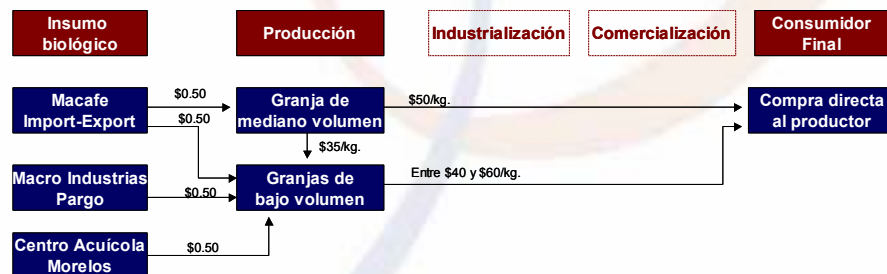 Insumo
biológico
Producción
Industrialización
Comercialización
Consumidor
Final
Macafe
Import-Export
$0.50
$0.50
Granja de
mediano volumen
$50/kg.
Compra directa
al productor
$35/kg.
Macro Industrias
Pargo
$0.50
Granjas de
bajo volumen
Entre $40 y $60/kg.
Centro Acuícola
Morelos
$0.50